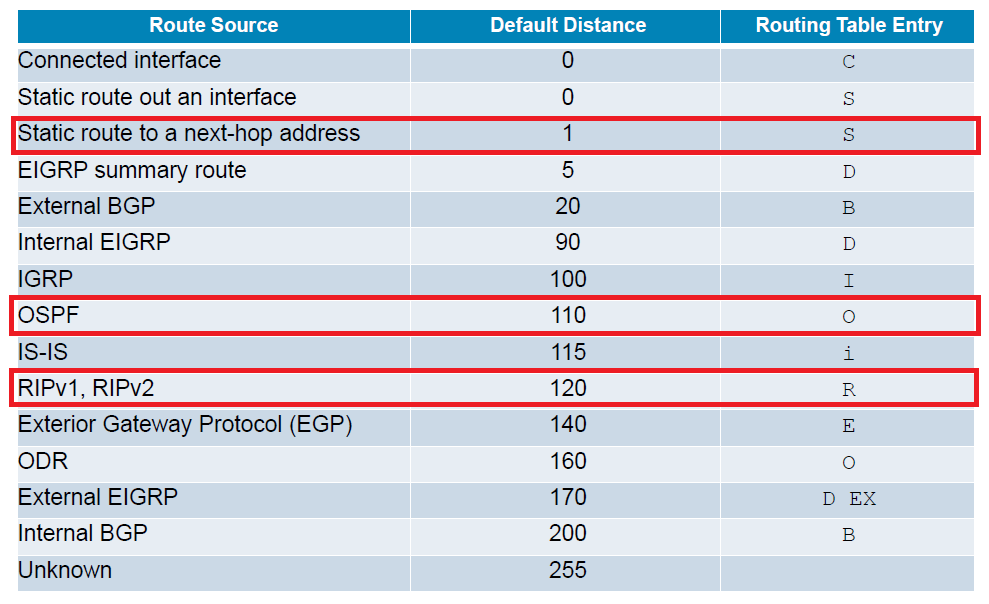 Route Source Default Distance Routing Table Entry
Connected interface 0 C
Static route out an interface 0 S
Static route to a next-hop address 1 S
EIGRP summary route 5 D
External BGP 20 B
Internal EIGRP 90 D
IGRP 100 I
OSPF 110 O
IS-IS 115 i
RIPv1, RIPv2 120 R
Exterior Gateway Protocol (EGP) 140 E
ODR 160 O
External EIGRP 170 D EX
Internal BGP 200 B
Unknown 255